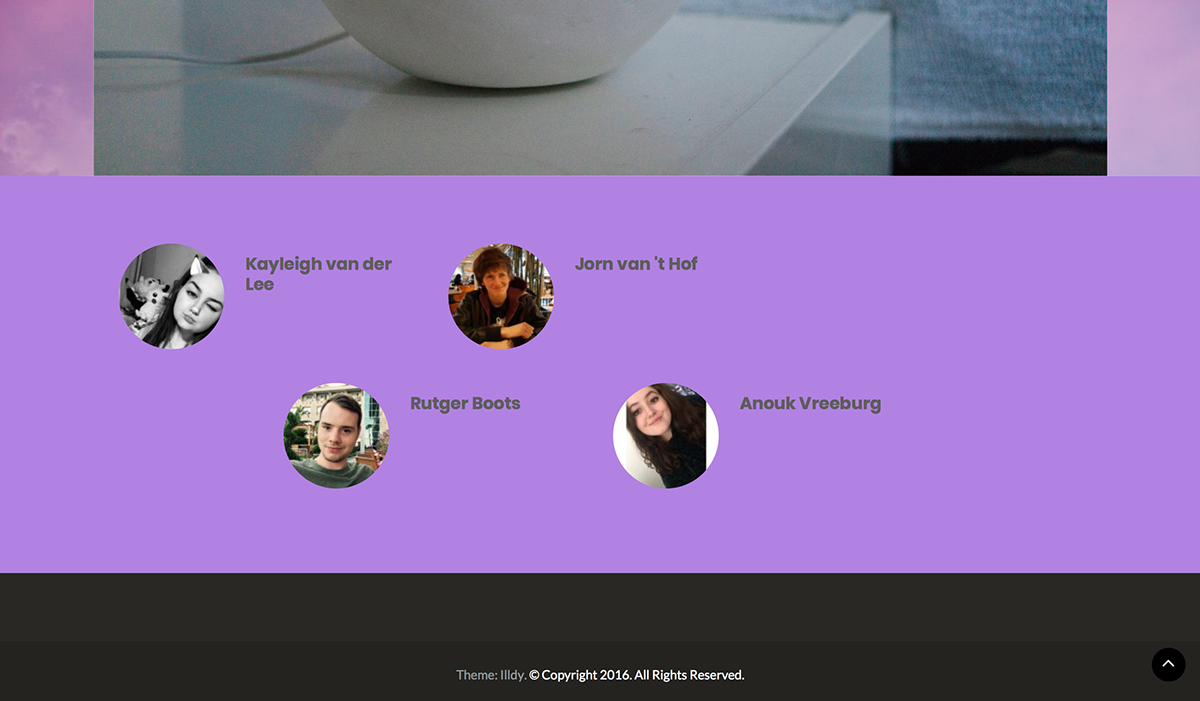 Kayleigh van der
Lee
Jorn van 't Hof
Rutger Boots
Anouk Vreeburg
Theme: Illdy. © Copyright 2016. All Rights Reserved.